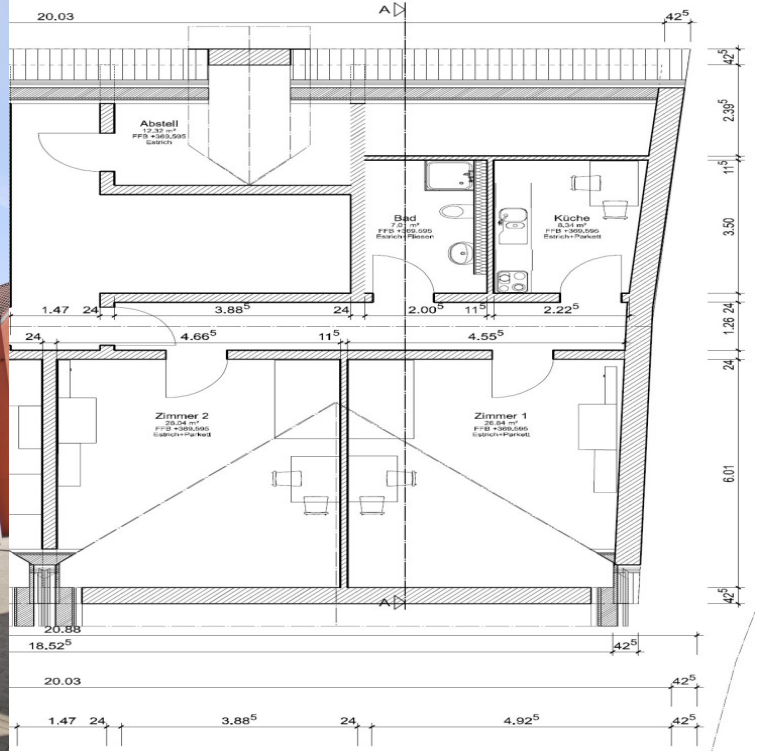 20.03
A
42⁵
42⁵
Abstell
12,32 m²
FFB +369,595
Estrich
2.39⁵
11⁵
Bad
FFB +369,595
Estrich+Fliesen
Küche
8,34 m²
FFB +369,595
Estrich+Parkett
3.50
1.47 24 3.88⁵ 24 2.00⁵ 11⁵ 2.22⁵
24
1.26
24 4.66⁵ 11⁵ 4.55⁵
24
Zimmer 2
28,04 m²
FFB +369,595
Estrich+Parkett
Zimmer 1
26,84 m²
FFB +369,595
Estrich+Parkett
6.01
42⁵
A
20.88
18.52⁵ 42⁵
20.03 42⁵
1.47 24 3.88⁵ 24 4.92⁵ 42⁵